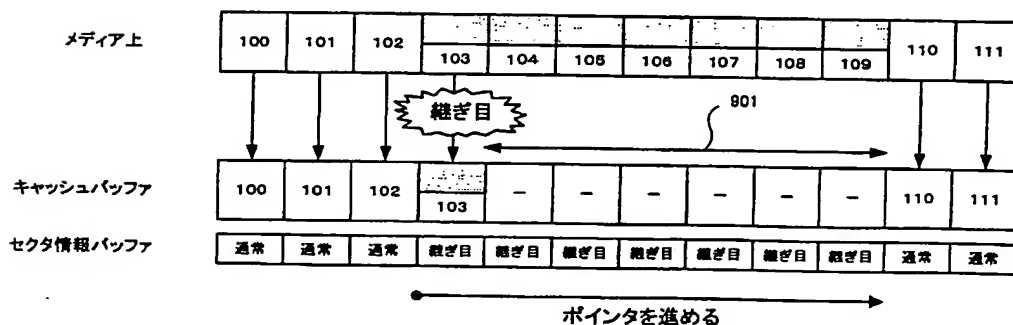 メディア上
100 101 102 103 104 105 106 107 108 109 110 111
継ぎ目
901
キャッシュバッファ
100 101 102 103 － － － － － － 110 111
セクタ情報バッファ
通常 通常 通常 継ぎ目 継ぎ目 継ぎ目 継ぎ目 継ぎ目 継ぎ目 継ぎ目 通常 通常
ポインタを進める